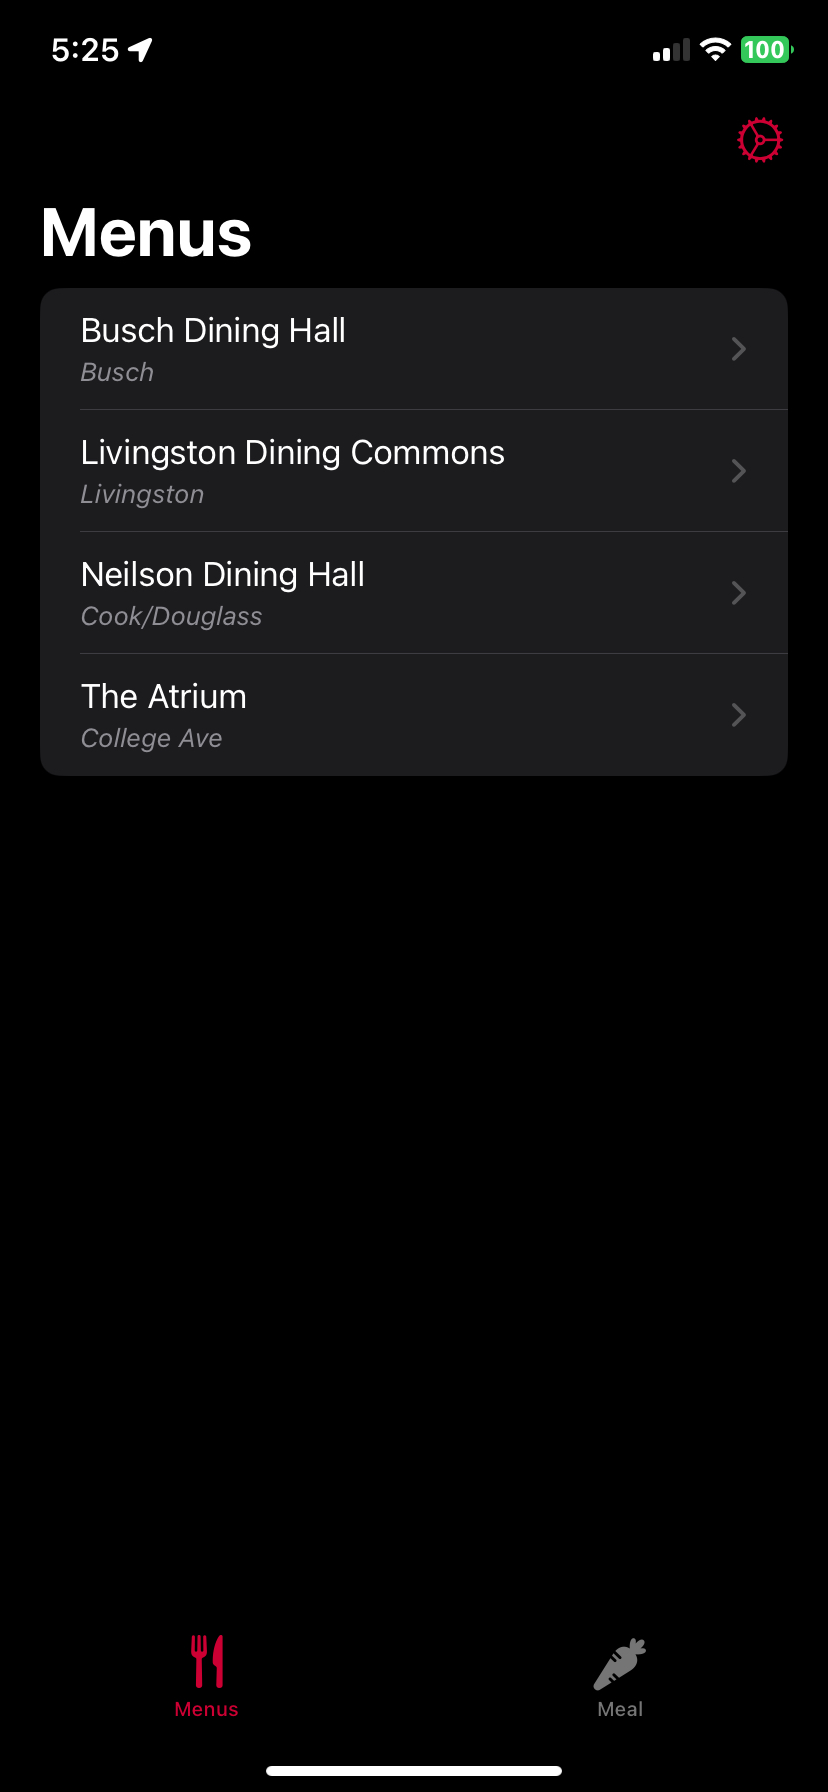 5:25
100
Menus
Busch Dining Hall
Busch
Livingston Dining Commons
Livingston
Neilson Dining Hall
Cook/Douglass
The Atrium
College Ave
Menus
Meal